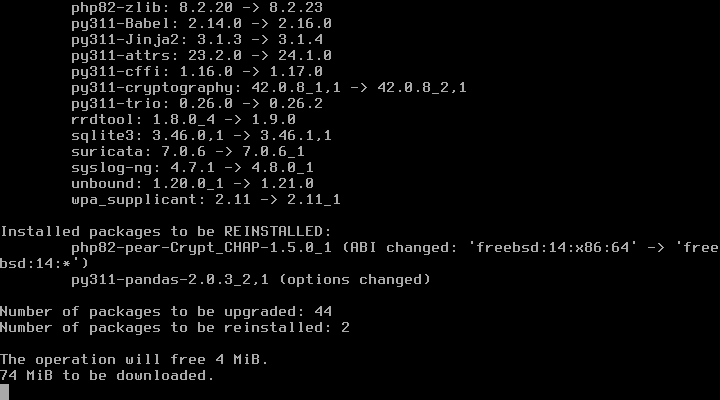 php82-zlib: 8.2.20 -> 8.2.23
py311-Babel: 2.14.0 -> 2.16.0
py311-Jinja2: 3.1.3 -> 3.1.4
py311-attrs: 23.2.0 -> 24.1.0
py311-cffi: 1.16.0 -> 1.17.0
py311-cryptography: 42.0.8_1,1 -> 42.0.8_2,1
py311-trio: 0.26.0 -> 0.26.2
rrdtool: 1.8.0_4 -> 1.9.0
sqlite3: 3.46.0,1 -> 3.46.1,1
suricata: 7.0.6 -> 7.0.6_1
syslog-ng: 4.7.1 -> 4.8.0_1
unbound: 1.20.0_1 -> 1.21.0
wpa_supplicant: 2.11 -> 2.11_1
Installed packages to be REINSTALLED:
php82-pear-Crypt_CHAP-1.5.0_1 (ABI changed: 'freebsd:14:x86:64' -> 'free
bsd:14:*')
py311-pandas-2.0.3_2,1 (options changed)
Number of packages to be upgraded: 44
Number of packages to be reinstalled: 2
The operation will free 4 MiB.
74 MiB to be downloaded.